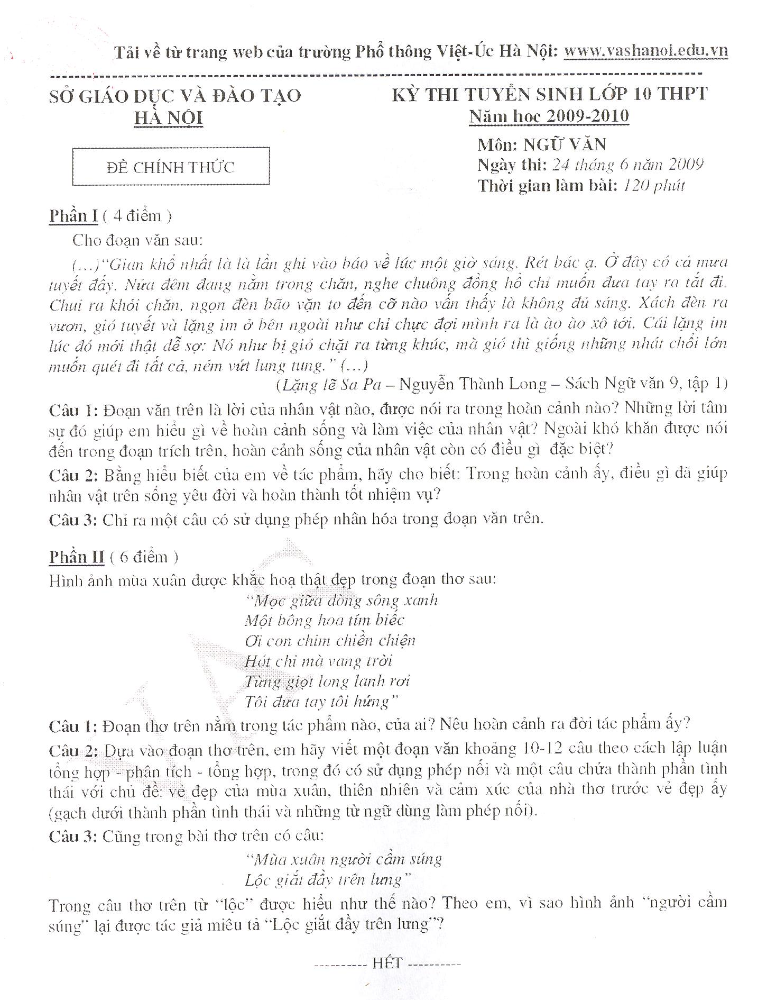 Tải về từ trang web của trường Phổ thông Việt-Úc Hà Nội: www.vashanoi.edu.vn
SỞ GIÁO DỤC VÀ ĐÀO TẠO
HÀ NỘI
KỲ THI TUYỂN SINH LỚP 10 THPT
Năm học 2009-2010
ĐỀ CHÍNH THỨC
Môn: NGỮ VĂN
Ngày thi: 24 tháng 6 năm 2009
Thời gian làm bài: 120 phút
Phần I ( 4 điểm )
Cho đoạn văn sau:
(...)“Gian khổ nhất là là lần ghi vào báo về lúc một giờ sáng. Rét bác ạ. Ở đây có cả mưa
tuyết đấy. Nửa đêm đang nằm trong chăn, nghe chuông đồng hồ chỉ muốn đưa tay ra tắt đi.
Chui ra khỏi chăn, ngọn đèn bão vặn to đến cỡ nào vẫn thấy là không đủ sáng. Xách đèn ra
vươn, gió tuyết và lặng im ở bên ngoài như chỉ chực đợi mình ra là ào ào xô tới. Cái lặng im
lúc đó mới thật dễ sợ: Nó như bị gió chặt ra từng khúc, mà gió thì giống những nhát chổi lớn
muốn quét đi tất cả, ném vứt lung tung.” (...)
(Lặng lẽ Sa Pa – Nguyễn Thành Long – Sách Ngữ văn 9, tập 1)
Câu 1: Đoạn văn trên là lời của nhân vật nào, được nói ra trong hoàn cảnh nào? Những lời tâm
sự đó giúp em hiểu gì về hoàn cảnh sống và làm việc của nhân vật? Ngoài khó khăn được nói
đến trong đoạn trích trên, hoàn cảnh sống của nhân vật còn có điều gì đặc biệt?
Câu 2: Bằng hiểu biết của em về tác phẩm, hãy cho biết: Trong hoàn cảnh ấy, điều gì đã giúp
nhân vật trên sống yêu đời và hoàn thành tốt nhiệm vụ?
Câu 3: Chỉ ra một câu có sử dụng phép nhân hóa trong đoạn văn trên.
Phần II ( 6 điểm )
Hình ảnh mùa xuân được khắc hoạ thật đẹp trong đoạn thơ sau:
“Mọc giữa dòng sông xanh
Một bông hoa tím biếc
Ơi con chim chiền chiện
Hót chi mà vang trời
Từng giọt long lanh rơi
Tôi đưa tay tôi hứng”
Câu 1: Đoạn thơ trên nằm trong tác phẩm nào, của ai? Nêu hoàn cảnh ra đời tác phẩm ấy?
Câu 2: Dựa vào đoạn thơ trên, em hãy viết một đoạn văn khoảng 10-12 câu theo cách lập luận
tổng hợp - phân tích - tổng hợp, trong đó có sử dụng phép nối và một câu chứa thành phần tình
thái với chủ đề: vẻ đẹp của mùa xuân, thiên nhiên và cảm xúc của nhà thơ trước vẻ đẹp ấy
(gạch dưới thành phần tình thái và những từ ngữ dùng làm phép nối).
Câu 3: Cũng trong bài thơ trên có câu:
“Mùa xuân người cầm súng
Lộc giắt đầy trên lưng”
Trong câu thơ trên từ “lộc” được hiểu như thế nào? Theo em, vì sao hình ảnh “người cầm
súng” lại được tác giả miêu tả “Lộc giắt đầy trên lưng”?
---------- HẾT ----------